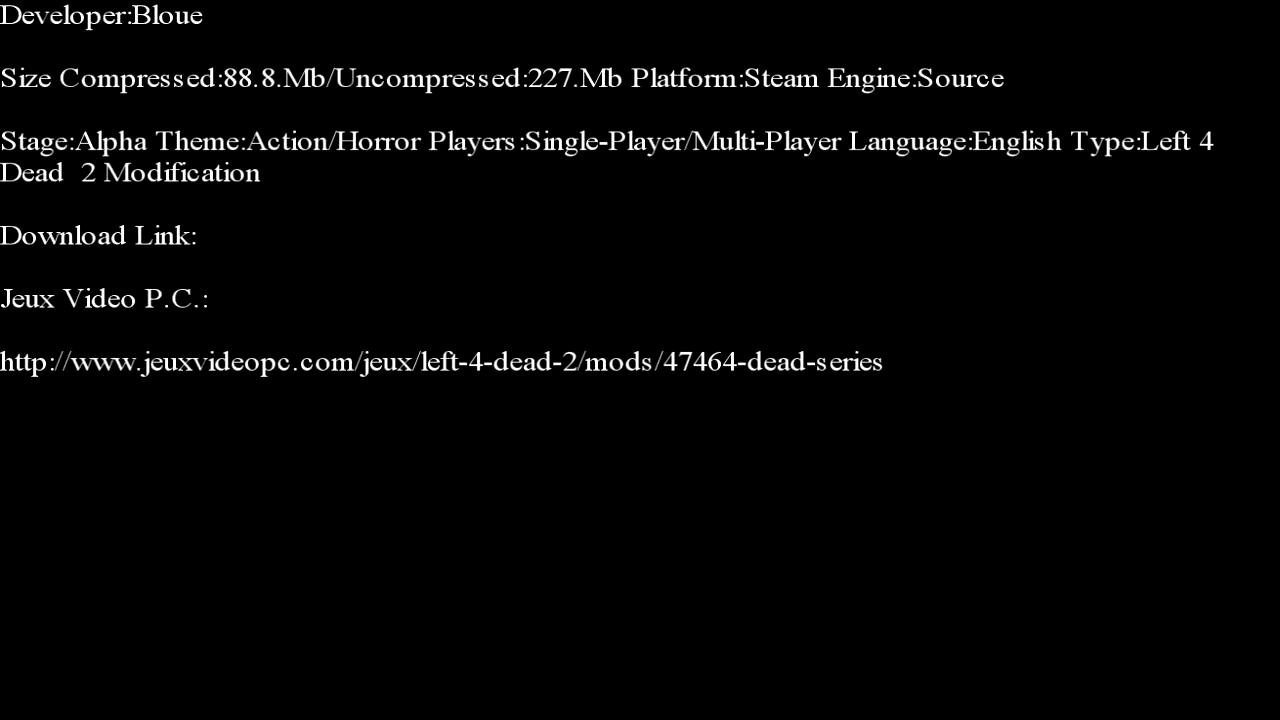 Developer:Bloue
Size Compressed:88.8.Mb/Uncompressed:227.Mb Platform:Steam Engine:Source
Stage:Alpha Theme:Action/Horror Players:Single-Player/Multi-Player Language:English Type:Left 4
Dead  2 Modification
Download Link:
Jeux Video P.C.:
http://www.jeuxvideopc.com/jeux/left-4-dead-2/mods/47464-dead-series